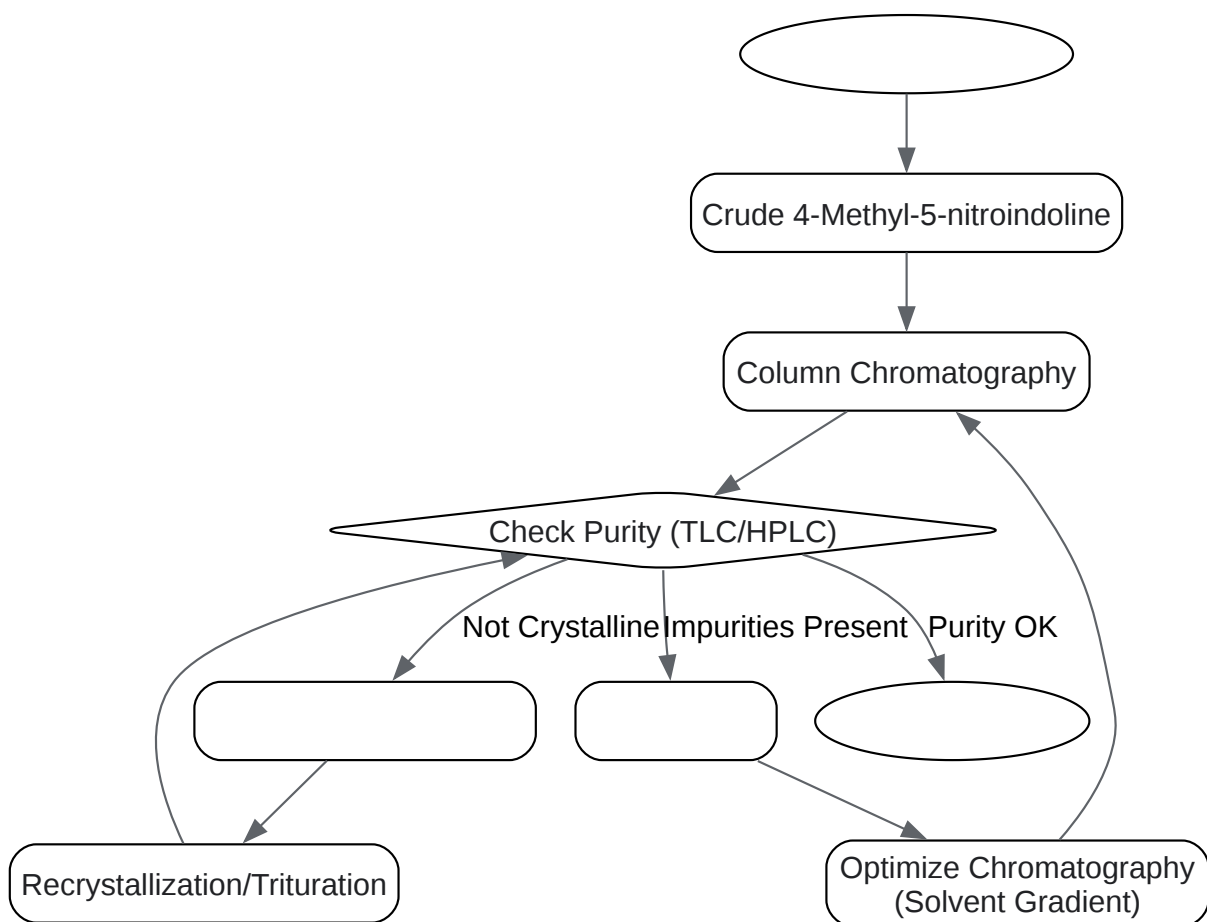 Crude 4-Methyl-5-nitroindoline
Column Chromatography
Check Purity (TLC/HPLC)
Not Crystalline
Impurities Present
Purity OK
Recrystallization/Trituration
Optimize Chromatography
(Solvent Gradient)